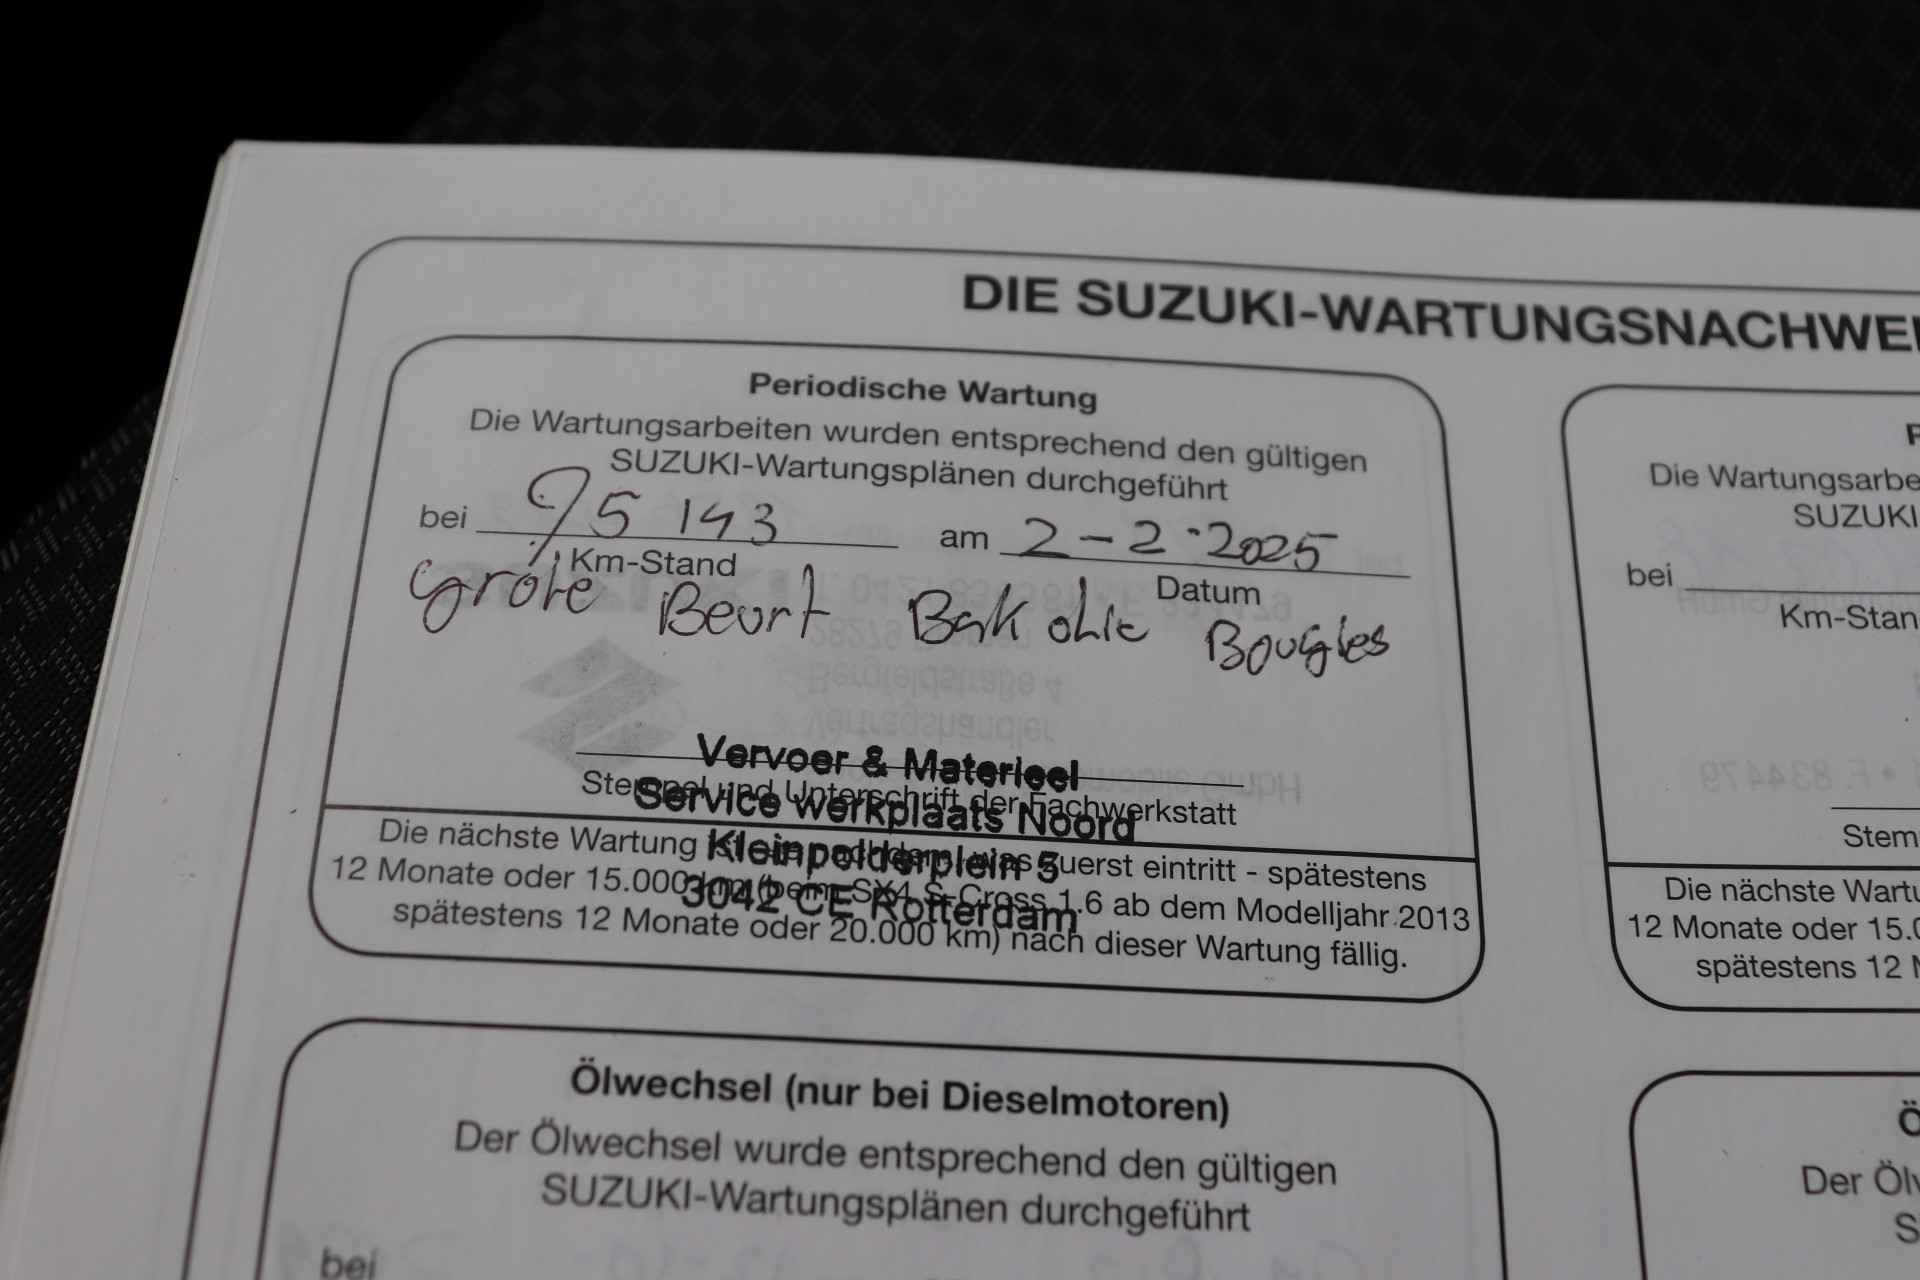 DIE SUZUKI-WARTUNGSNACHWEI
Periodische Wartung
Die Wartungsarbeiten wurden entsprechend den gültigen
SUZUKI-Wartungsplänen durchgeführt
bei 95 143 am 2-2-2025
Km-Stand Datum
Grote Beurt Bak olie Bougies
Vervoer & Materieel
Stempel und Unterschrift der Fachwerkstatt
Service werkplaats Noord
Die nächste Wartung ist, je nachdem, was zuerst eintritt - spätestens
Kleinpolderplein 5
12 Monate oder 15.000 km (beim SX4 S-Cross 1.6 ab dem Modelljahr 2013
3042 CE Rotterdam
spätestens 12 Monate oder 20.000 km) nach dieser Wartung fällig.
Ölwechsel (nur bei Dieselmotoren)
Der Ölwechsel wurde entsprechend den gültigen
SUZUKI-Wartungsplänen durchgeführt
bei
P
Die Wartungsarbe
SUZUKI
bei
Km-Stan
Stem
Die nächste Wartu
12 Monate oder 15.0
spätestens 12 M
Ö
Der Ölw
S